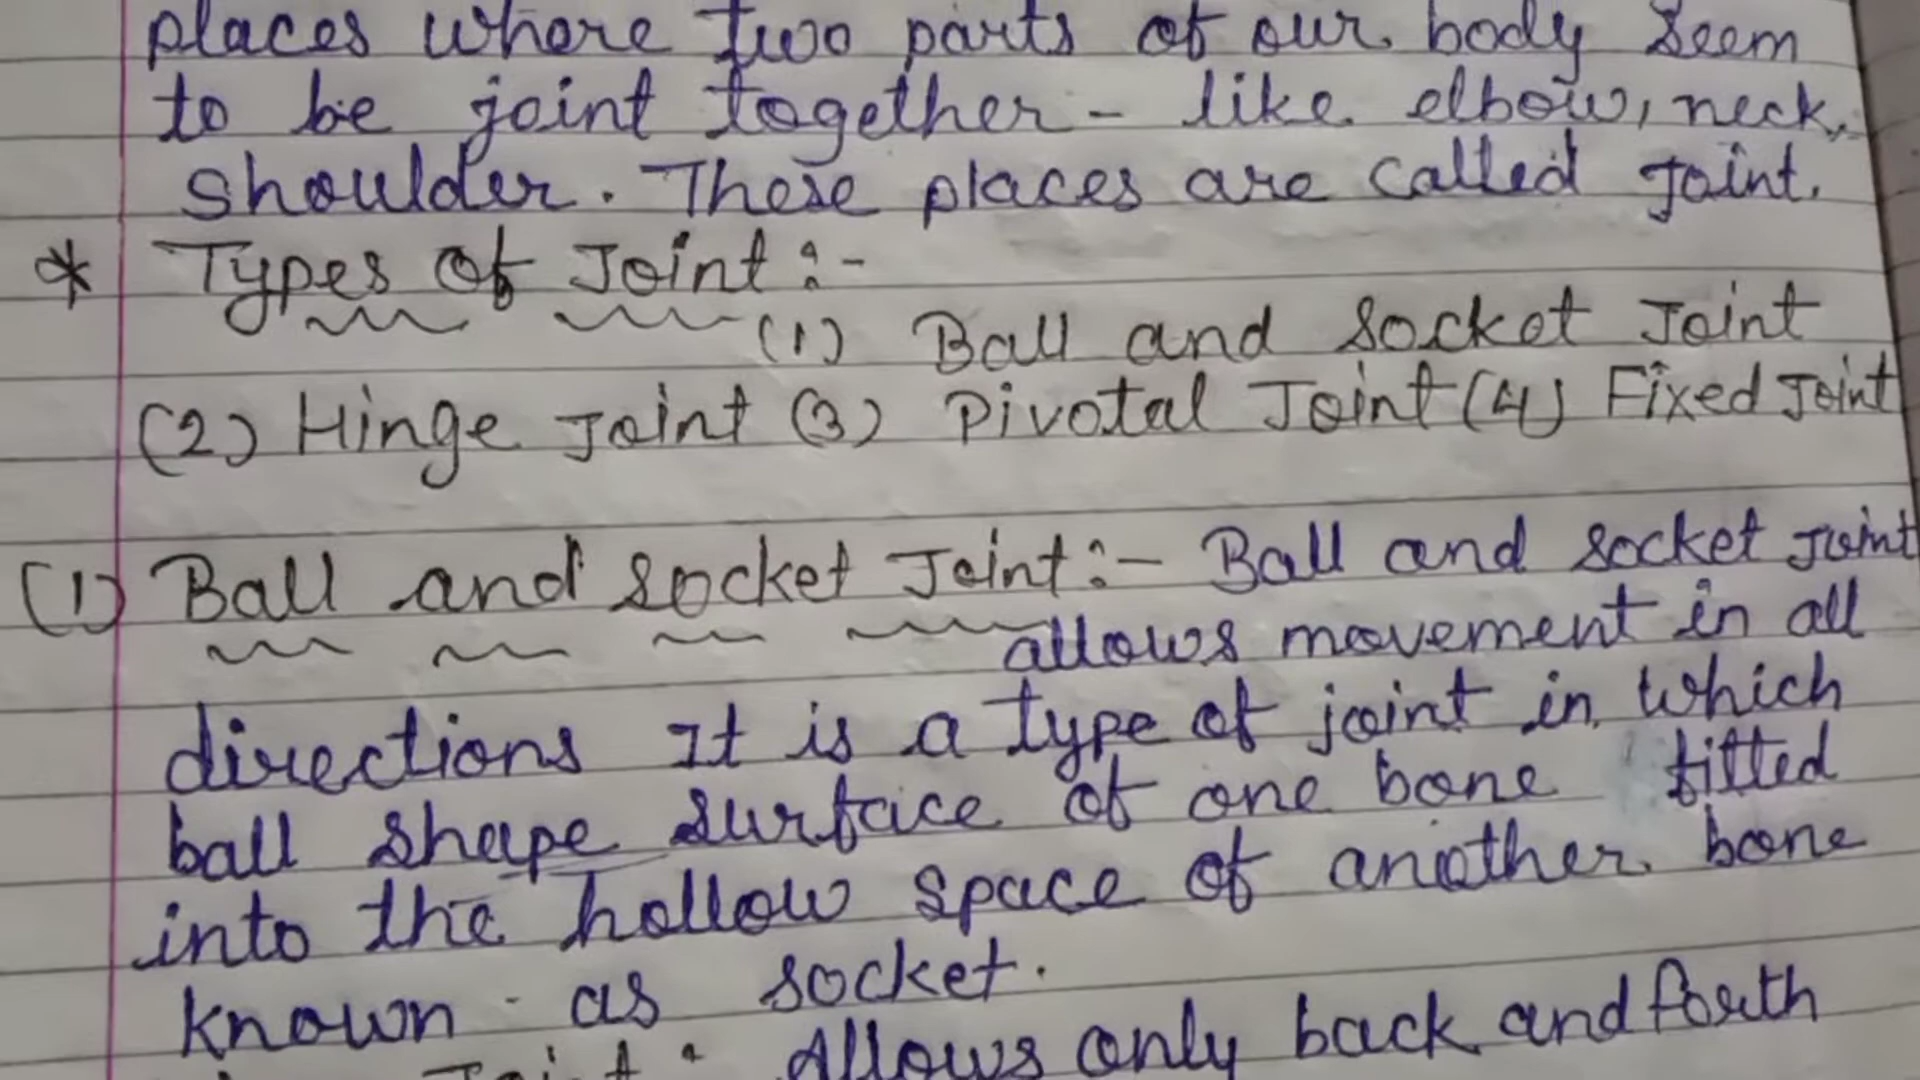 places where two parts of our body seem
to be joint together - like elbow, neck,
shoulder. These places are called Joint.
* Types of Joint :-
(1) Ball and socket Joint
(2) Hinge Joint (3) Pivotal Joint (4) Fixed Joint
(1) Ball and socket Joint :- Ball and socket Joint
allows movement in all
directions It is a type of joint in which
ball shape surface of one bone fitted
into the hollow space of another bone
known as socket.
Joint : Allows only back and forth